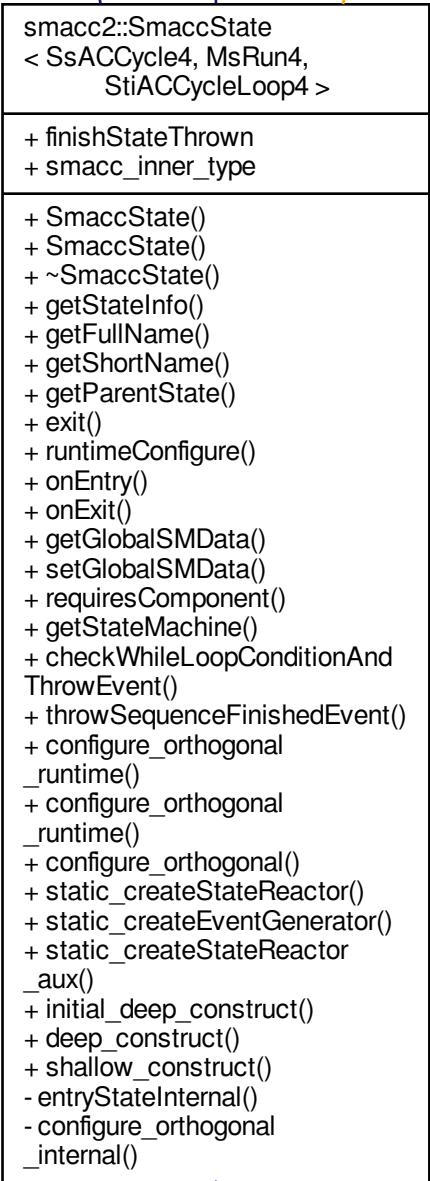 smacc2::SmaccState
< SsACCycle4, MsRun4,
StiACCycleLoop4 >
+ finishStateThrown
+ smacc_inner_type
+ SmaccState()
+ SmaccState()
+ ~SmaccState()
+ getStateInfo()
+ getFullName()
+ getShortName()
+ getParentState()
+ exit()
+ runtimeConfigure()
+ onEntry()
+ onExit()
+ getGlobalSMData()
+ setGlobalSMData()
+ requiresComponent()
+ getStateMachine()
+ checkWhileLoopConditionAnd
ThrowEvent()
+ throwSequenceFinishedEvent()
+ configure_orthogonal
_runtime()
+ configure_orthogonal
_runtime()
+ configure_orthogonal()
+ static_createStateReactor()
+ static_createEventGenerator()
+ static_createStateReactor
_aux()
+ initial_deep_construct()
+ deep_construct()
+ shallow_construct()
- entryStateInternal()
- configure_orthogonal
_internal()